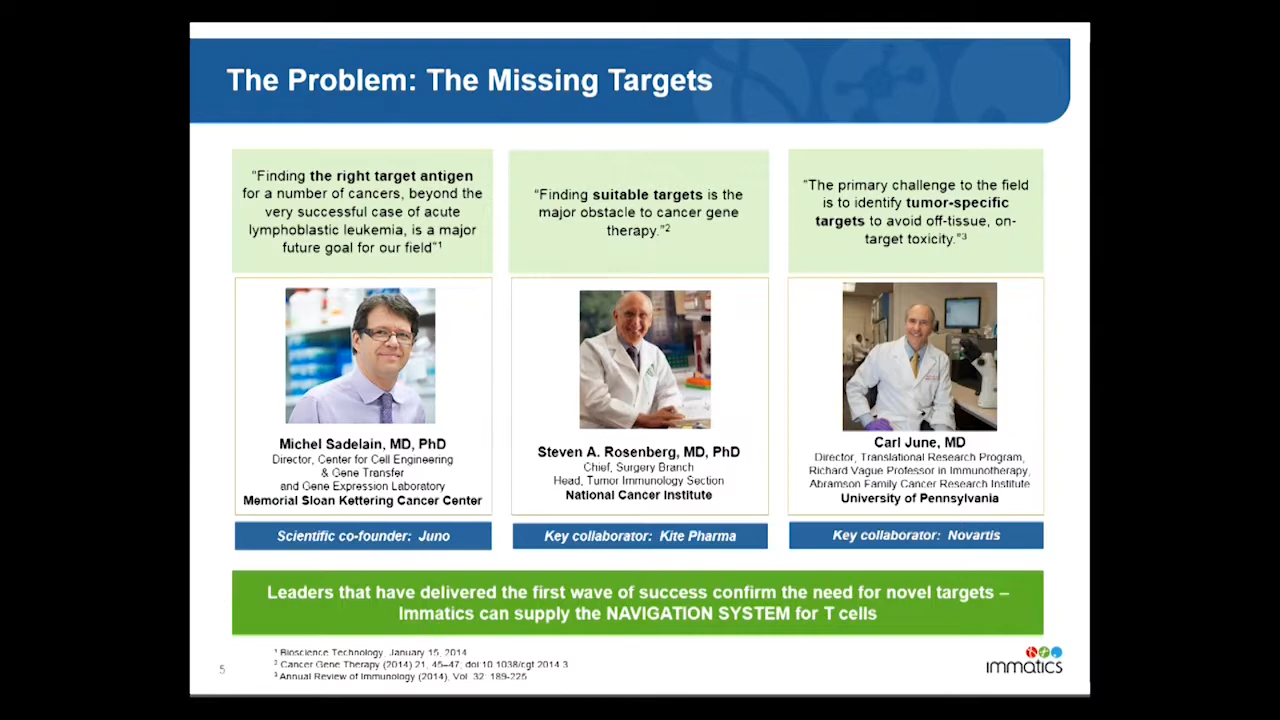 The Problem: The Missing Targets
“Finding the right target antigen
for a number of cancers, beyond the
very successful case of acute
lymphoblastic leukemia, is a major
future goal for our field”1
“Finding suitable targets is the
major obstacle to cancer gene
therapy.”2
“The primary challenge to the field
is to identify tumor-specific
targets to avoid off-tissue, on-
target toxicity.”3
Michel Sadelain, MD, PhD
Director, Center for Cell Engineering
& Gene Transfer
and Gene Expression Laboratory
Memorial Sloan Kettering Cancer Center
Steven A. Rosenberg, MD, PhD
Chief, Surgery Branch
Head, Tumor Immunology Section
National Cancer Institute
Carl June, MD
Director, Translational Research Program,
Richard Vague Professor in Immunotherapy,
Abramson Family Cancer Research Institute
University of Pennsylvania
Scientific co-founder: Juno
Key collaborator: Kite Pharma
Key collaborator: Novartis
Leaders that have delivered the first wave of success confirm the need for novel targets –
Immatics can supply the NAVIGATION SYSTEM for T cells
1 Bioscience Technology, January 15, 2014
2 Cancer Gene Therapy (2014) 21, 45–47; doi:10.1038/cgt.2014.3
3 Annual Review of Immunology (2014), Vol. 32: 189-225
5
immatics